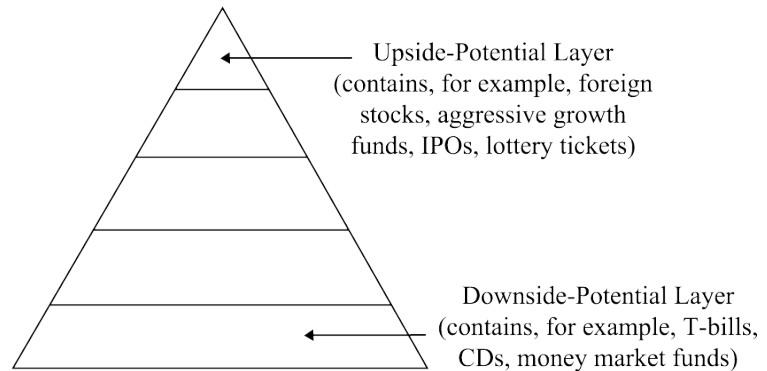 Upside-Potential Layer
(contains, for example, foreign
stocks, aggressive growth
funds, IPOs, lottery tickets)
Downside-Potential Layer
(contains, for example, T-bills,
CDs, money market funds)